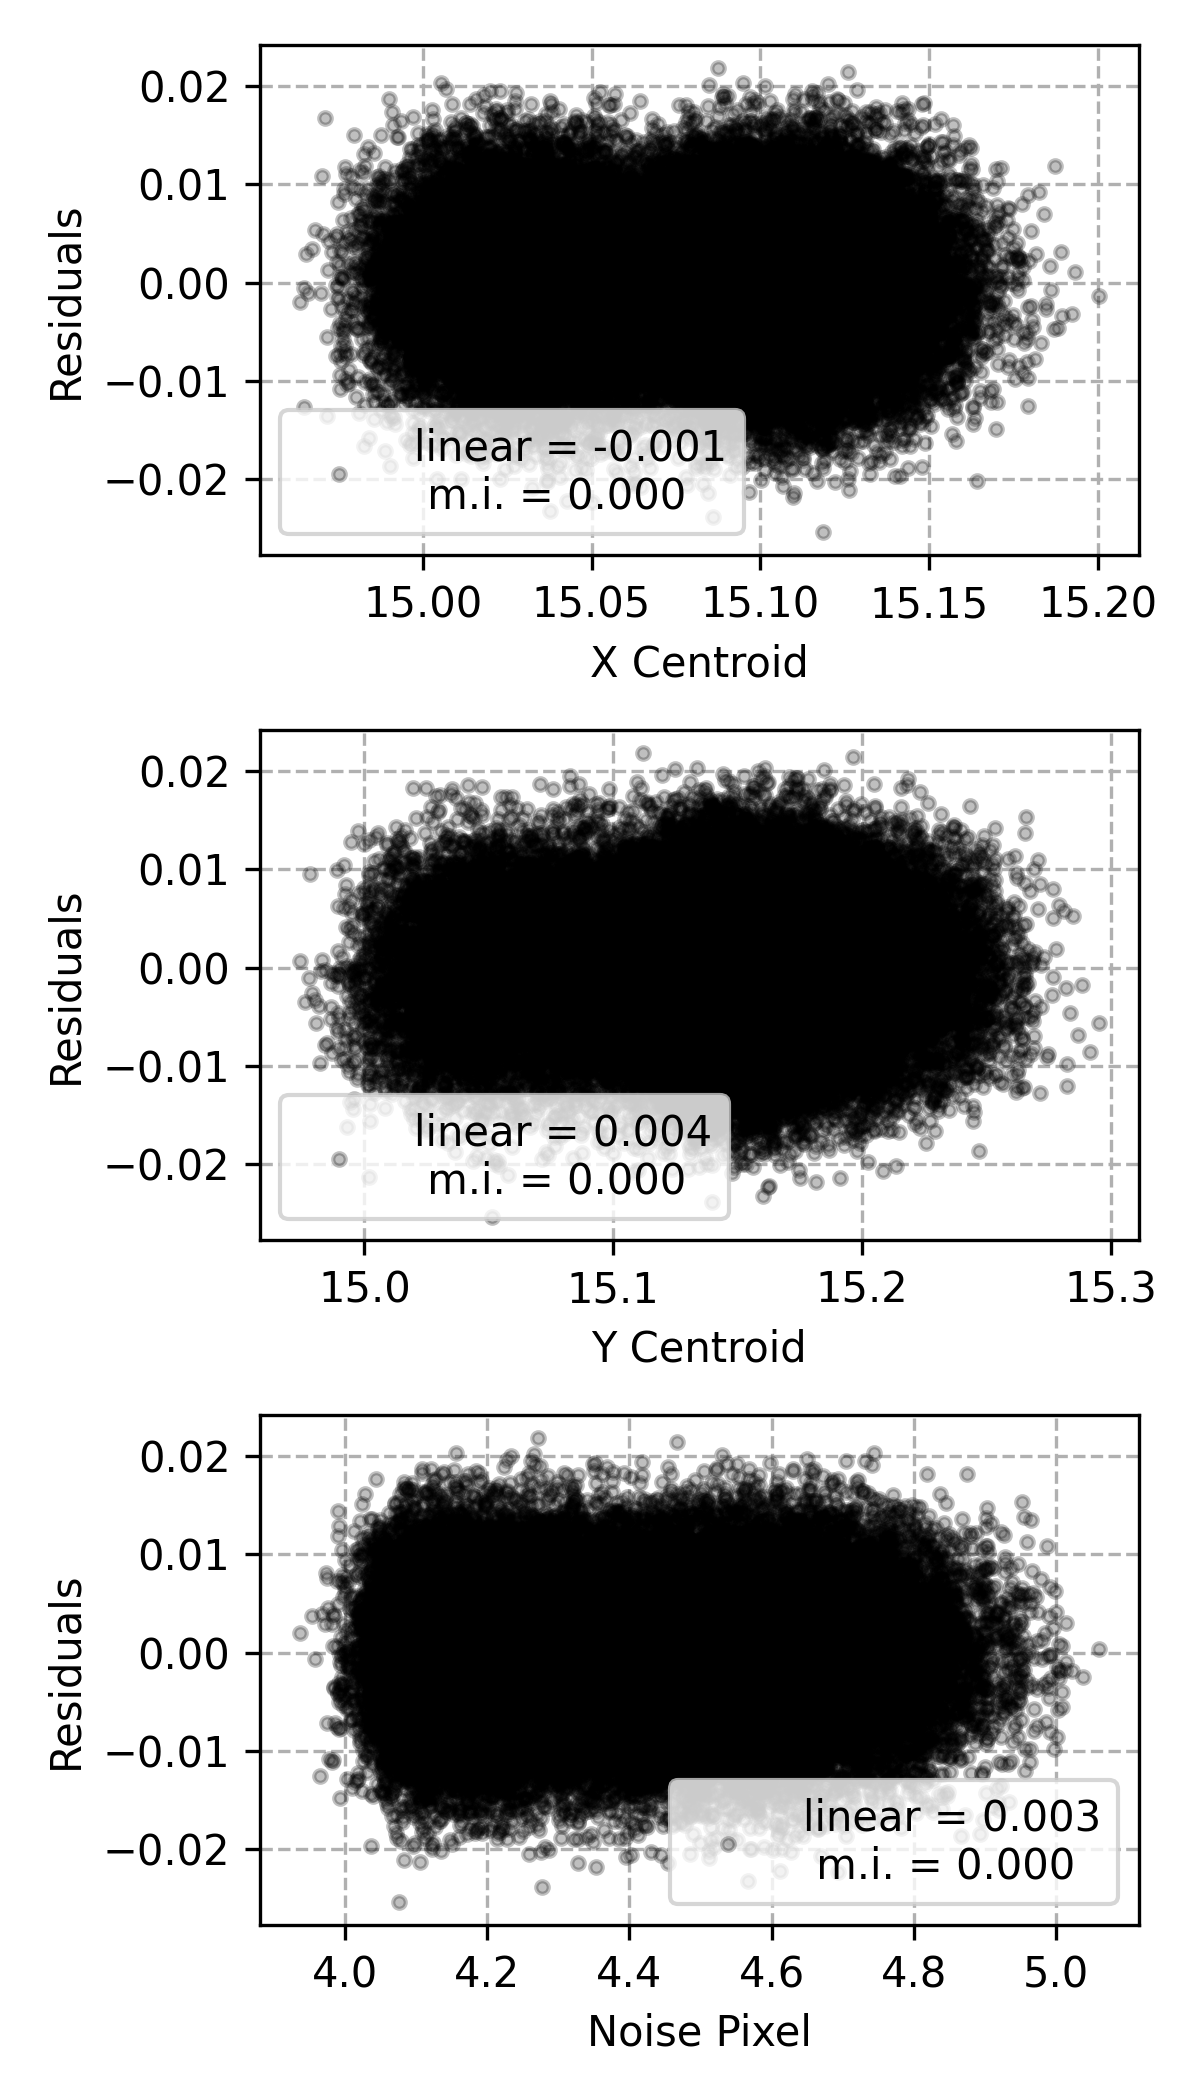 0.02
0.01
0.00
−0.01
−0.02
Residuals
linear = -0.001
m.i. = 0.000
15.00 15.05 15.10 15.15 15.20
X Centroid
0.02
0.01
0.00
−0.01
−0.02
Residuals
linear = 0.004
m.i. = 0.000
15.0 15.1 15.2 15.3
Y Centroid
0.02
0.01
0.00
−0.01
−0.02
Residuals
linear = 0.003
m.i. = 0.000
4.0 4.2 4.4 4.6 4.8 5.0
Noise Pixel